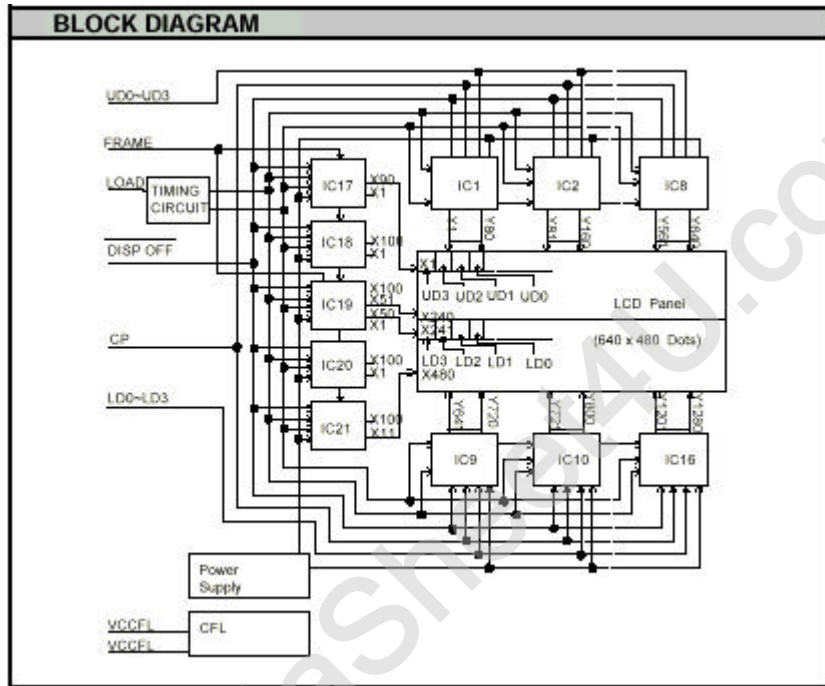 BLOCK DIAGRAM
UD0~UD3
FRAME
LOAD
TIMING
CIRCUIT
DISP OFF
CP
LD0~LD3
IC17
X90
X1
IC18
X100
X1
IC19
X100
X51
X50
X1
IC20
X100
X1
IC21
X100
X11
IC1
IC2
IC8
Y1
Y80
Y81
Y160
Y561
Y640
X1
UD3
UD2
UD1
UD0
LCD Panel
X240
X241
(640 x 480 Dots)
LD3
LD2
LD1
LD0
X480
Y641
Y720
Y721
Y800
Y1201
Y1280
IC9
IC10
IC16
Power
Supply
VCCFL
VCCFL
CFL